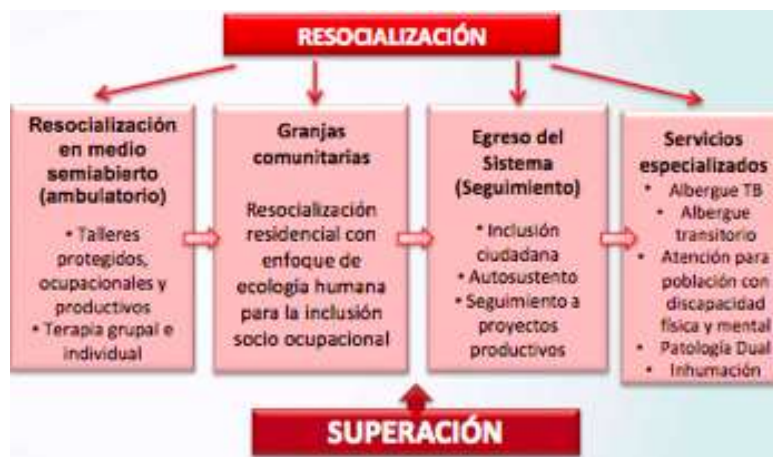 RESOCIALIZACIÓN
Resocialización
en medio
semiabierto
(ambulatorio)
• Talleres
protegidos,
ocupacionales y
productivos
• Terapia grupal e
individual
Granjas
comunitarias
Resocialización
residencial con
enfoque de
ecología humana
para la inclusión
socio ocupacional
Egreso del
Sistema
(Seguimiento)
• Inclusión
ciudadana
• Autosustento
• Seguimiento a
proyectos
productivos
Servicios
especializados
• Albergue TB
• Albergue
transitorio
• Atención para
población con
discapacidad
física y mental
• Patología Dual
• Inhumación
SUPERACIÓN